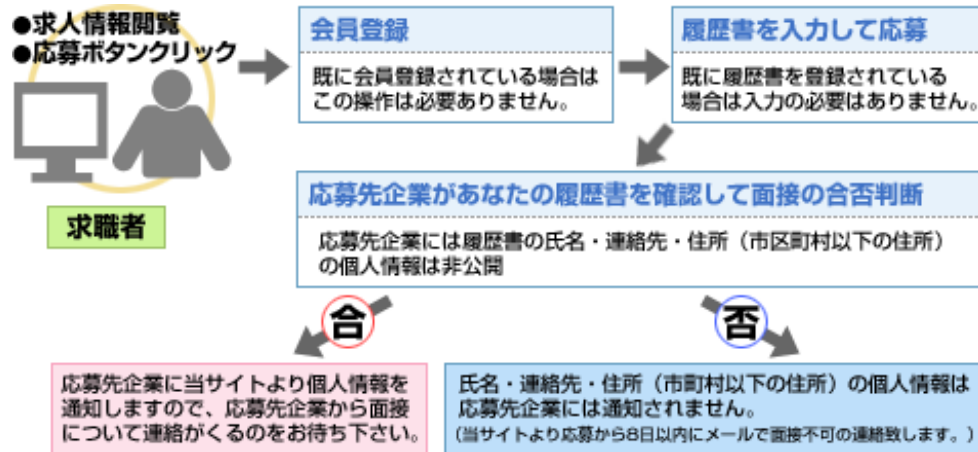 ●求人情報閲覧
●応募ボタンクリック
求職者
会員登録
既に会員登録されている場合は
この操作は必要ありません。
履歴書を入力して応募
既に履歴書を登録されている
場合は入力の必要はありません。
応募先企業があなたの履歴書を確認して面接の合否判断
応募先企業には履歴書の氏名・連絡先・住所（市区町村以下の住所）
の個人情報は非公開
合
否
応募先企業に当サイトより個人情報を
通知しますので、応募先企業から面接
について連絡がくるのをお待ち下さい。
氏名・連絡先・住所（市町村以下の住所）の個人情報は
応募先企業には通知されません。
（当サイトより応募から8日以内にメールで面接不可の連絡致します。）